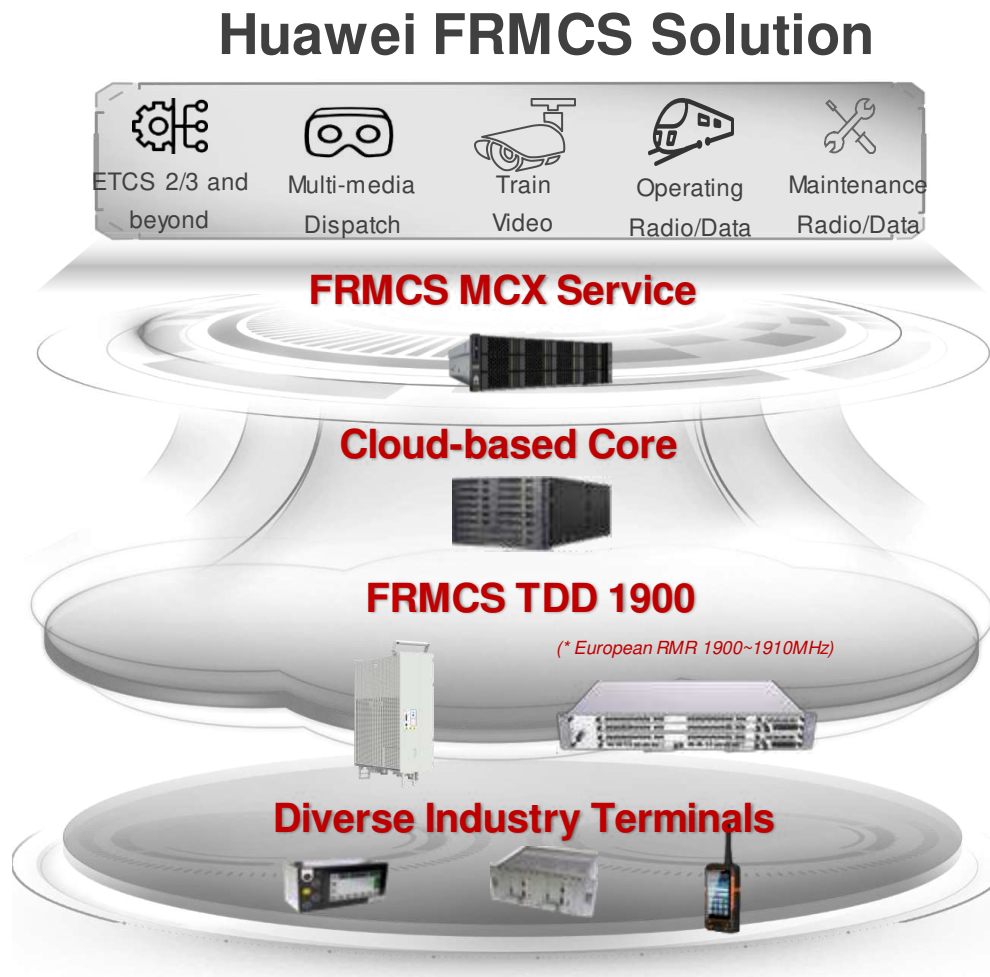 Huawei FRMCS Solution
ETCS 2/3 and
beyond
Multi-media
Dispatch
Train
Video
Operating
Radio/Data
Maintenance
Radio/Data
FRMCS MCX Service
Cloud-based Core
FRMCS TDD 1900
(* European RMR 1900~1910MHz)
Diverse Industry Terminals